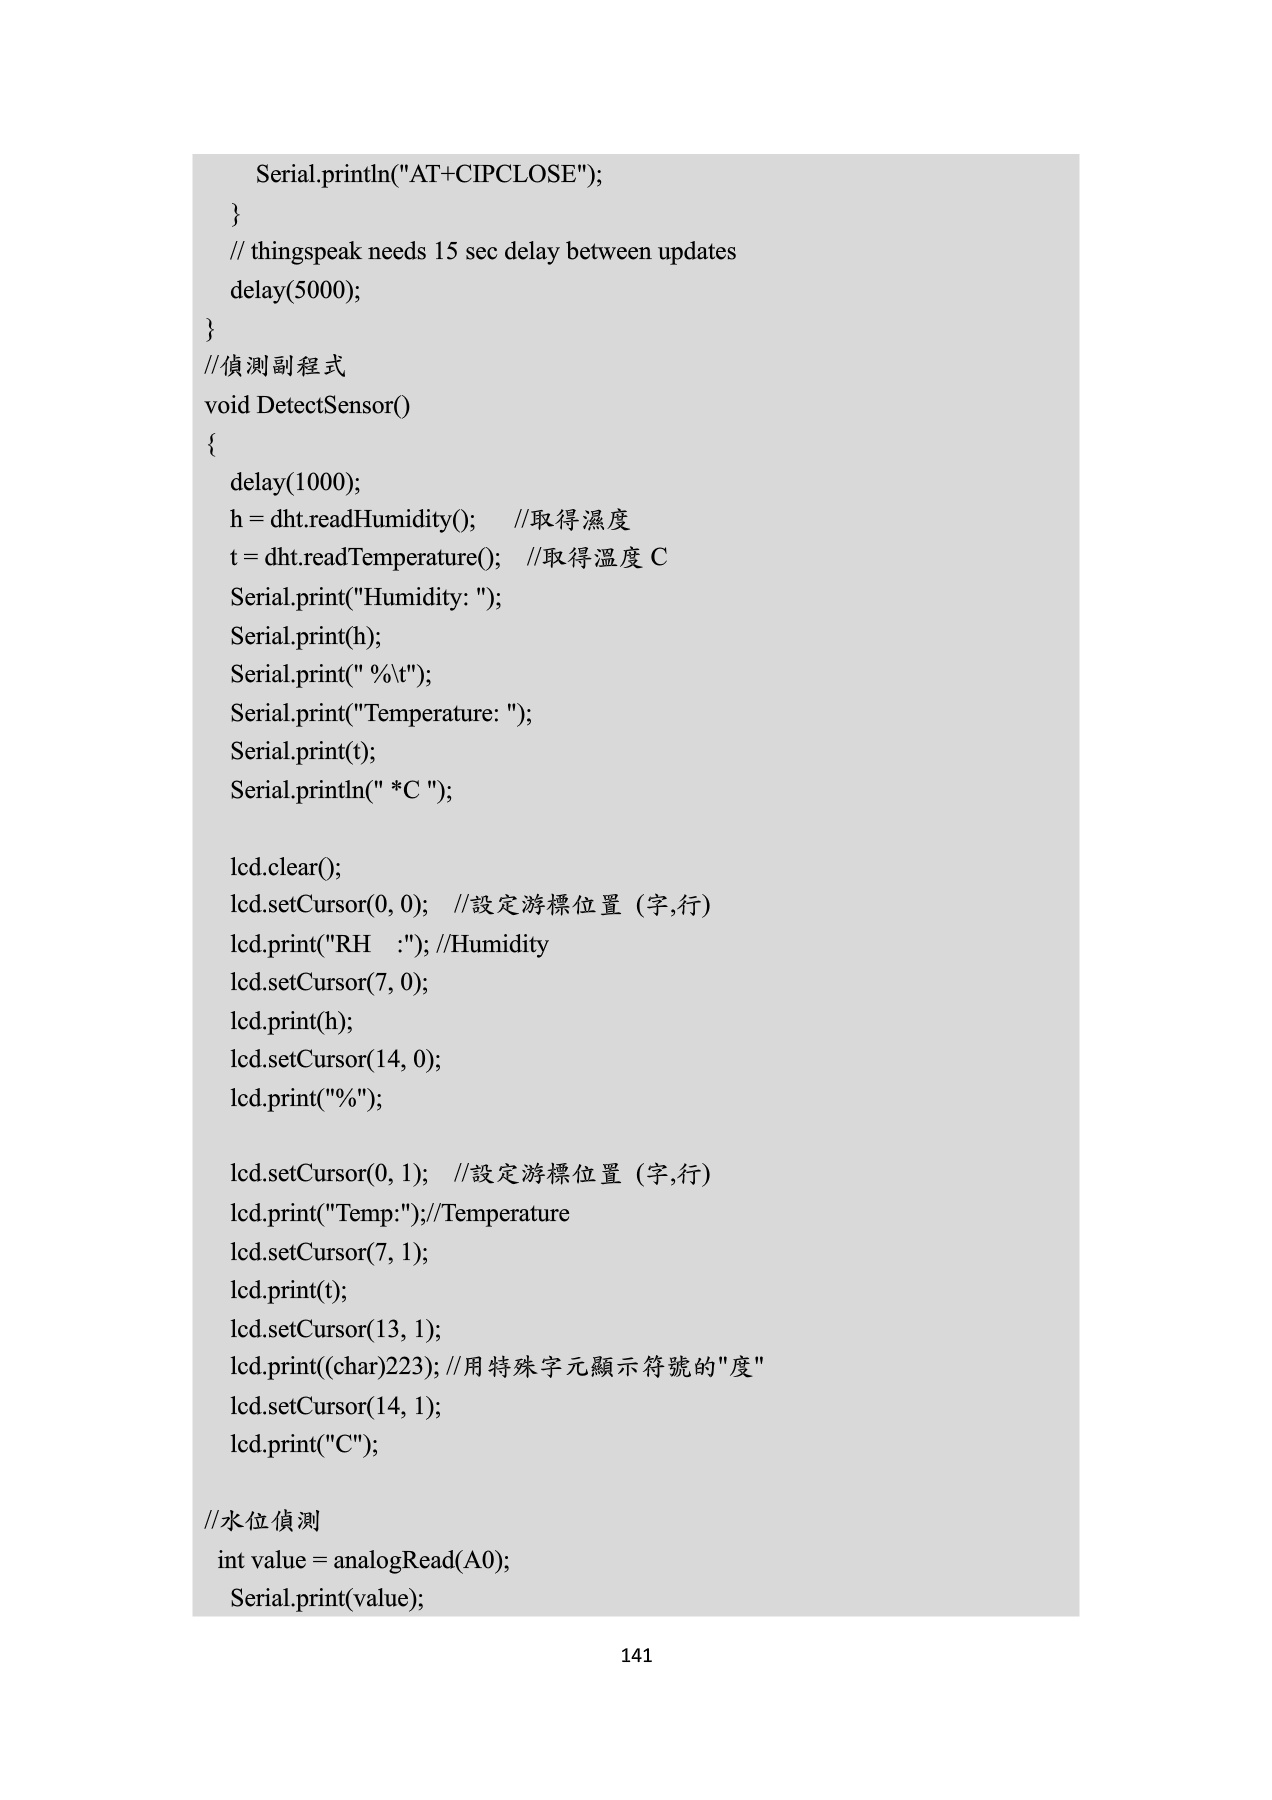 Serial.println("AT+CIPCLOSE");
}
// thingspeak needs 15 sec delay between updates
delay(5000);
}
//偵測副程式
void DetectSensor()
{
delay(1000);
h = dht.readHumidity();   //取得濕度
t = dht.readTemperature();  //取得溫度 C
Serial.print("Humidity: ");
Serial.print(h);
Serial.print(" %\t");
Serial.print("Temperature: ");
Serial.print(t);
Serial.println(" *C ");
lcd.clear();
lcd.setCursor(0, 0);  //設定游標位置 (字,行)
lcd.print("RH  :"); //Humidity
lcd.setCursor(7, 0);
lcd.print(h);
lcd.setCursor(14, 0);
lcd.print("%");
lcd.setCursor(0, 1);  //設定游標位置 (字,行)
lcd.print("Temp:");//Temperature
lcd.setCursor(7, 1);
lcd.print(t);
lcd.setCursor(13, 1);
lcd.print((char)223); //用特殊字元顯示符號的"度"
lcd.setCursor(14, 1);
lcd.print("C");
//水位偵測
int value = analogRead(A0);
Serial.print(value);
141